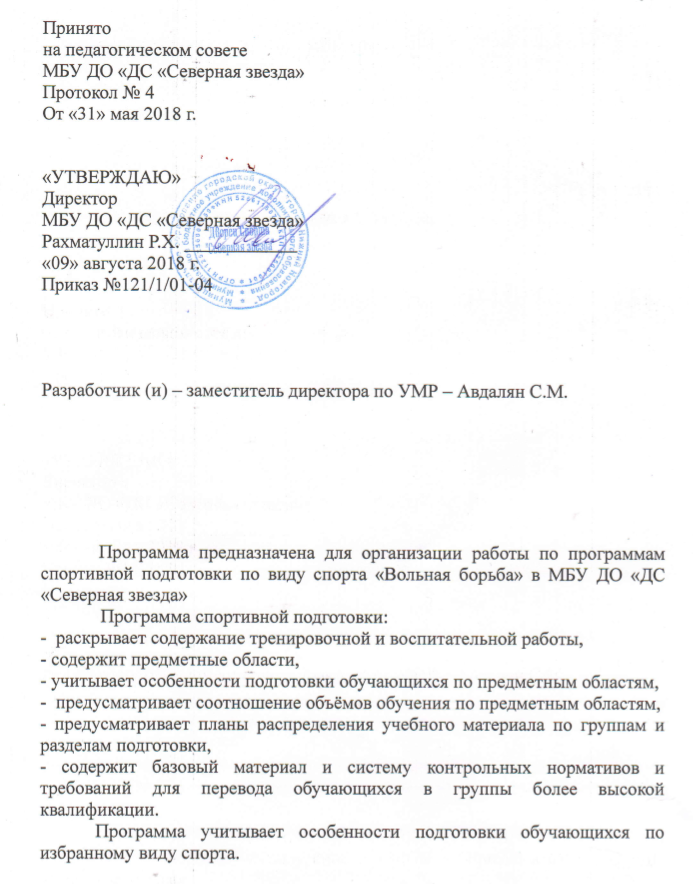 Принято
на педагогическом совете
МБУ ДО «ДС «Северная звезда»
Протокол № 4
От «31» мая 2018 г.
«УТВЕРЖДАЮ»
Директор
МБУ ДО «ДС «Северная звезда»
Рахматуллин Р.Х.
«09» августа 2018 г.
Приказ №121/1/01-04
Дворец Спорта
"Северная звезда"
Разработчик (и) – заместитель директора по УМР – Авдалян С.М.
Программа предназначена для организации работы по программам
спортивной подготовки по виду спорта «Вольная борьба» в МБУ ДО «ДС
«Северная звезда»
Программа спортивной подготовки:
- раскрывает содержание тренировочной и воспитательной работы,
- содержит предметные области,
- учитывает особенности подготовки обучающихся по предметным областям,
- предусматривает соотношение объёмов обучения по предметным областям,
- предусматривает планы распределения учебного материала по группам и
разделам подготовки,
- содержит базовый материал и систему контрольных нормативов и
требований для перевода обучающихся в группы более высокой
квалификации.
Программа учитывает особенности подготовки обучающихся по
избранному виду спорта.